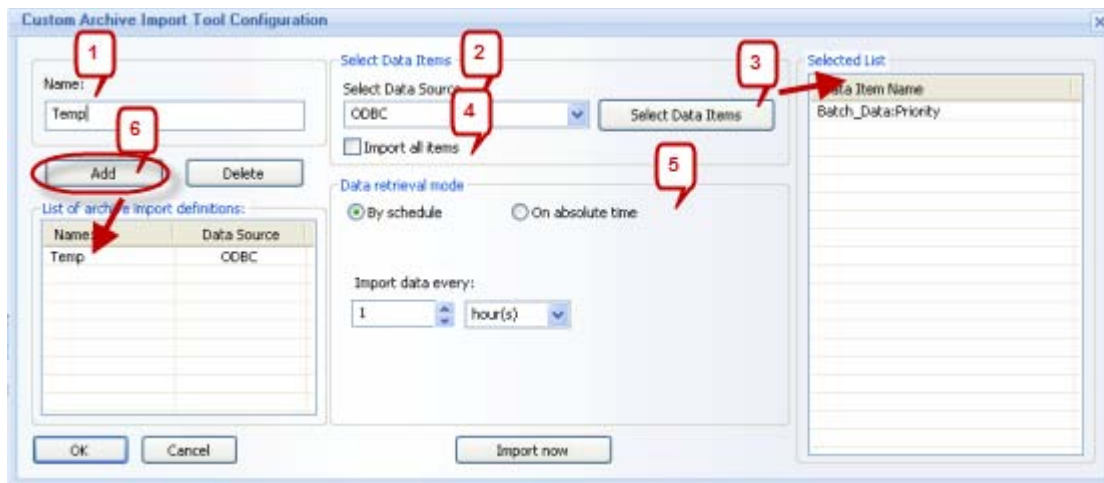 Custom Archive Import Tool Configuration
1
Name:
Temp
6
Add
Delete
List of archive import definitions:
Name
Data Source
Temp
ODBC
OK
Cancel
Select Data Items
2
Select Data Source
ODBC
4
Select Data Items
3
Import all items
5
Data retrieval mode
By schedule
On absolute time
Import data every:
1
hour(s)
Import now
Selected List
Data Item Name
Batch_Data:Priority